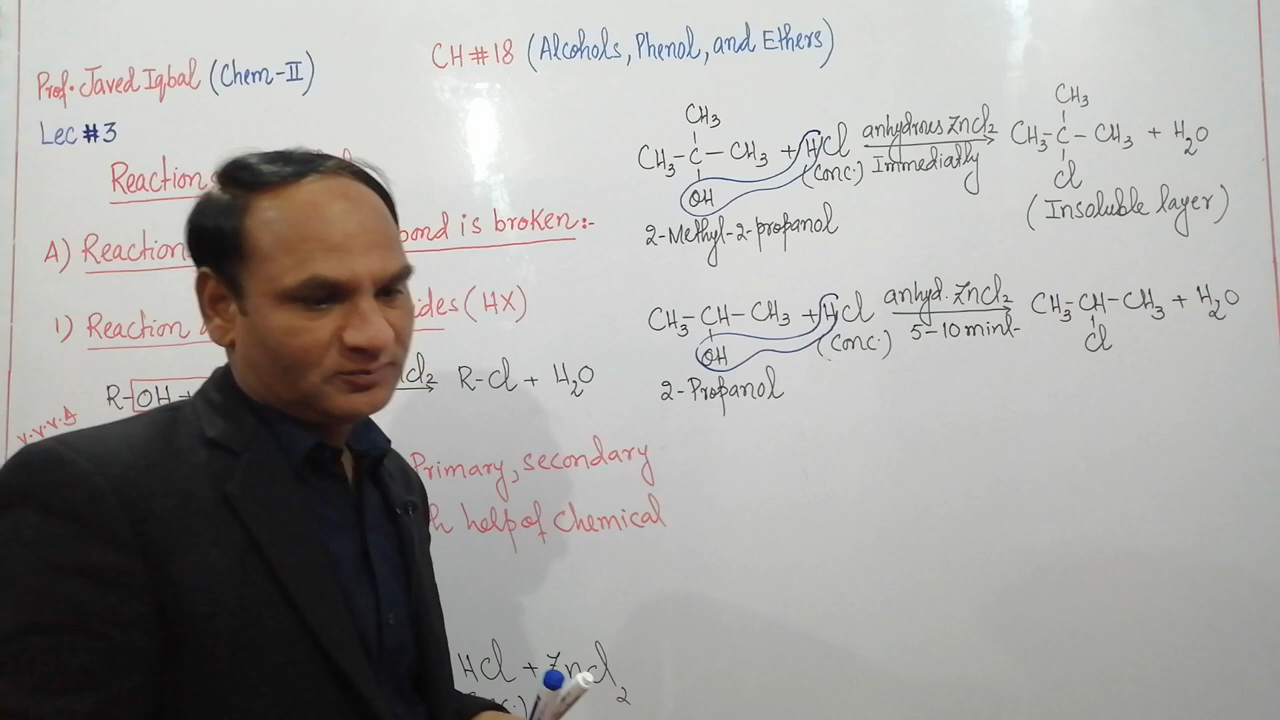 CH#18 (Alcohols, Phenol, and Ethers)
Prof. Javed Iqbal (Chem-II)
Lec #3
Reaction
A) Reaction bond is broken:-
1) Reaction ides (HX)
R-OH + Cl₂ → R-Cl + H₂O
V.V.V.
Primary, secondary
help of chemical
HCl + ZnCl₂
CH₃
CH₃-C-CH₃ + HCl anhydrous ZnCl₂ → CH₃-C-CH₃ + H₂O
OH (conc.) Immediatly Cl
CH₃
2-Methyl-2-propanol (Insoluble layer)
CH₃-CH-CH₃ + HCl anhyd. ZnCl₂ → CH₃-CH-CH₃ + H₂O
OH (conc.) 5-10 mint. Cl
2-Propanol